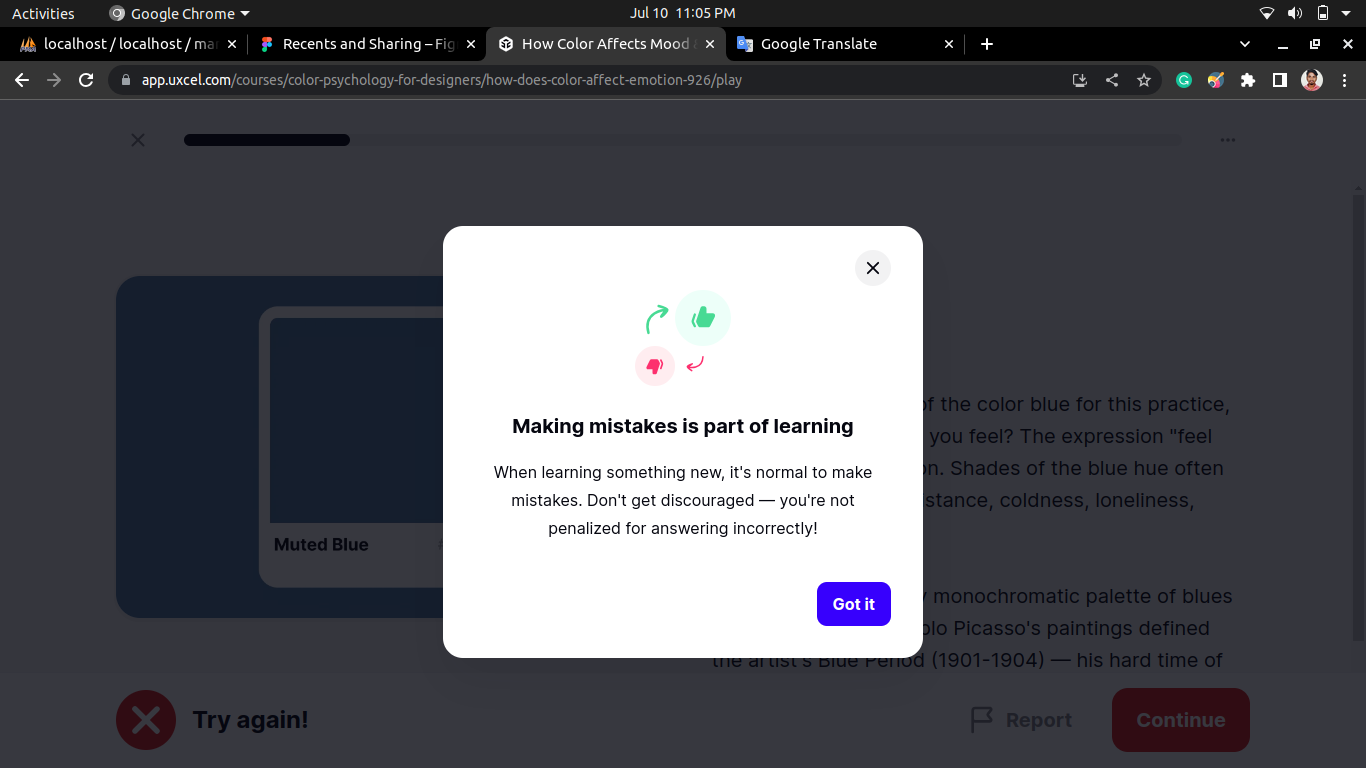 Activities
Google Chrome
Jul 10 11:05 PM
localhost / localhost / mar
Recents and Sharing – Fig
How Color Affects Mood
Google Translate
app.uxcel.com/courses/color-psychology-for-designers/how-does-color-affect-emotion-926/play
Making mistakes is part of learning
When learning something new, it's normal to make
mistakes. Don't get discouraged — you're not
penalized for answering incorrectly!
Got it
Muted Blue
of the color blue for this practice,
you feel? The expression "feel
Shades of the blue hue often
coldness, loneliness,
monochromatic palette of blues
Picasso's paintings defined
the artist's Blue Period (1901-1904) — his hard time of
Try again!
Report
Continue